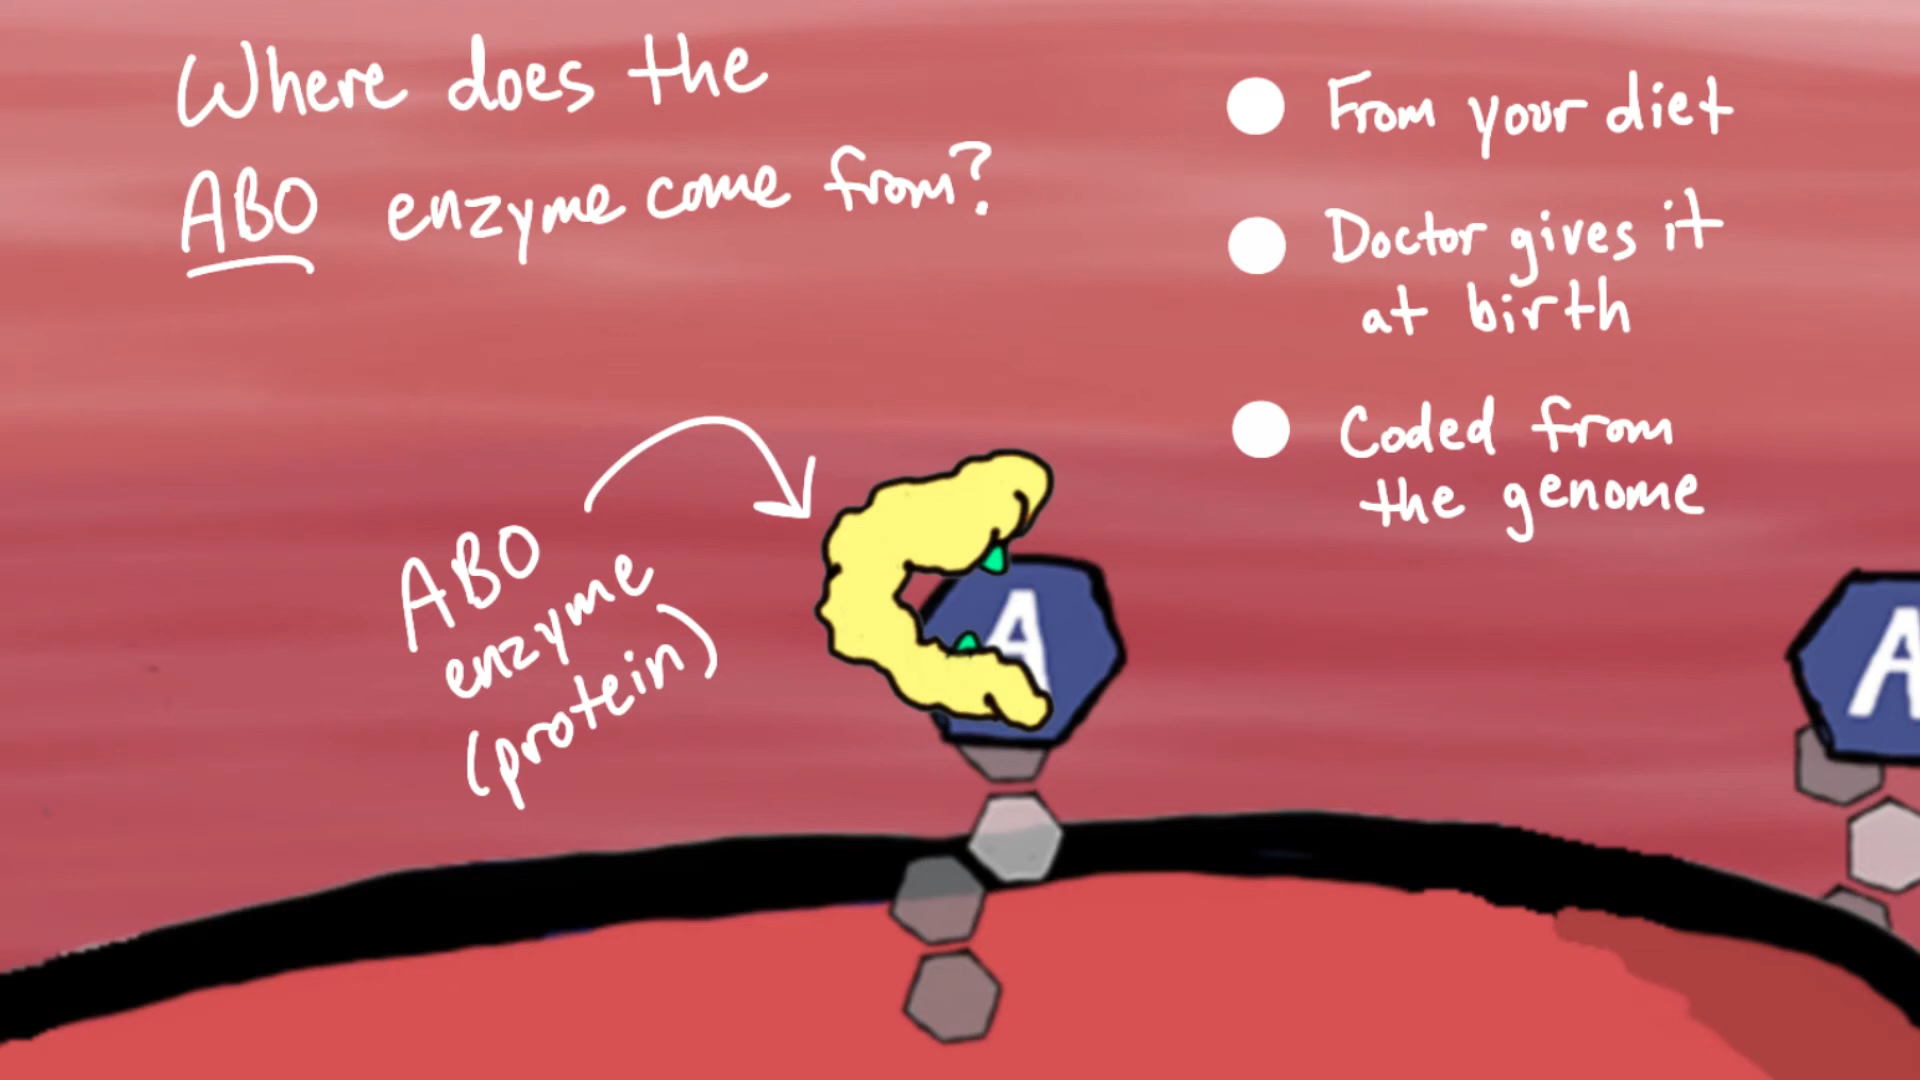 Where does the
ABO enzyme come from?
From your diet
Doctor gives it
at birth
Coded from
the genome
ABO
enzyme
(protein)
A
A